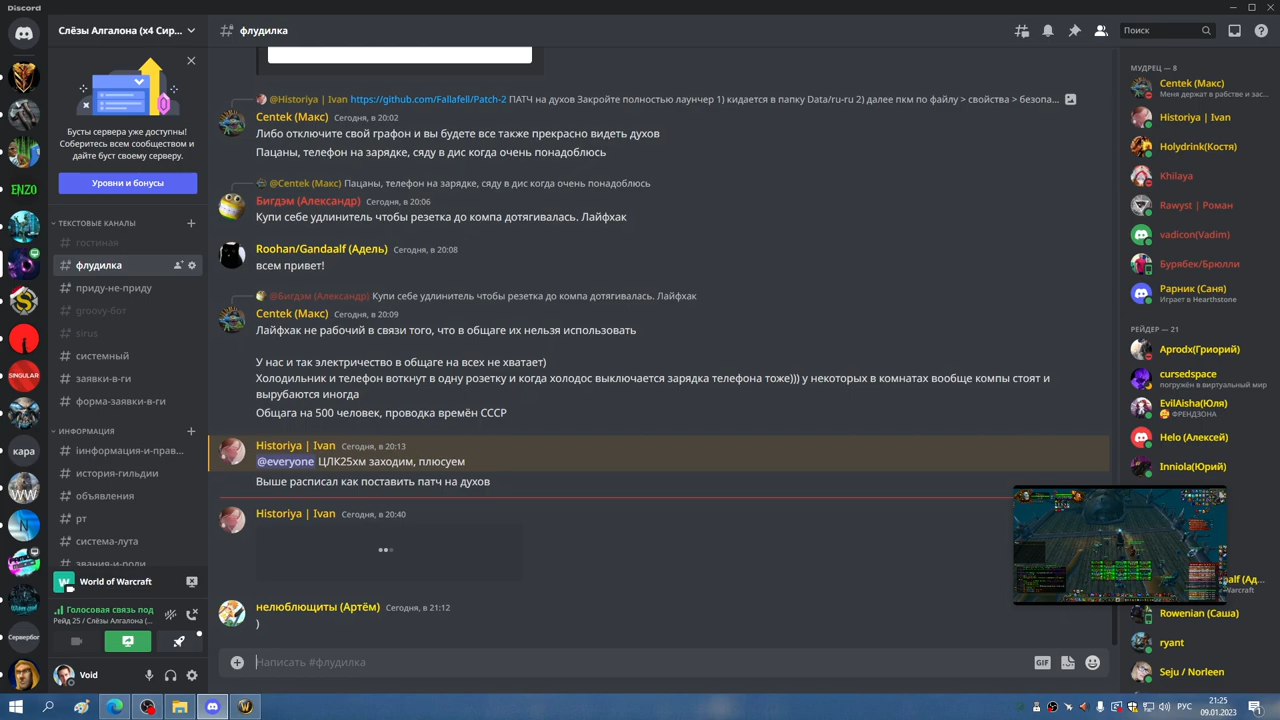 Discord
Слёзы Алгалона (x4 Сир...
флудилка
Поиск
Бусты сервера уже доступны!
Соберитесь всем сообществом и
дайте буст своему серверу.
Уровни и бонусы
ТЕКСТОВЫЕ КАНАЛЫ
гостиная
флудилка
приду-не-приду
groovy-бот
sirus
системный
заявки-в-ги
форма-заявки-в-ги
ИНФОРМАЦИЯ
іинформация-и-прав...
история-гильдии
объявления
рт
система-лута
звания-и-роли
World of Warcraft
Голосовая связь под
Рейд 25 / Слёзы Алгалона (...
Void
ENZO
SINGULAR
кара
WW
Сервербог
@Historiya | Ivan https://github.com/Fallafell/Patch-2 ПАТЧ на духов Закройте полностью лаунчер 1) кидается в папку Data/ru-ru 2) далее пкм по файлу > свойства > безопа...
Centek (Макс) Сегодня, в 20:02
Либо отключите свой графон и вы будете все также прекрасно видеть духов
Пацаны, телефон на зарядке, сяду в дис когда очень понадоблюсь
@Centek (Макс) Пацаны, телефон на зарядке, сяду в дис когда очень понадоблюсь
Бигдэм (Александр) Сегодня, в 20:06
Купи себе удлинитель чтобы резетка до компа дотягивалась. Лайфхак
Roohan/Gandaalf (Адель) Сегодня, в 20:08
всем привет!
@Бигдэм (Александр) Купи себе удлинитель чтобы резетка до компа дотягивалась. Лайфхак
Centek (Макс) Сегодня, в 20:09
Лайфхак не рабочий в связи того, что в общаге их нельзя использовать
У нас и так электричество в общаге на всех не хватает)
Холодильник и телефон воткнут в одну розетку и когда холодос выключается зарядка телефона тоже))) у некоторых в комнатах вообще компы стоят и
вырубаются иногда
Общага на 500 человек, проводка времён СССР
Historiya | Ivan Сегодня, в 20:13
@everyone ЦЛК25хм заходим, плюсуем
Выше расписал как поставить патч на духов
Historiya | Ivan Сегодня, в 20:40
нелюблющиты (Артём) Сегодня, в 21:12
)
Написать #флудилка
GIF
МУДРЕЦ — 8
Centek (Макс)
Меня держат в рабстве и зас...
Historiya | Ivan
Holydrink(Костя)
Khilaya
Rawyst | Роман
vadicon(Vadim)
Бурябек/Брюлли
Рарник (Саня)
Играет в Hearthstone
РЕЙДЕР — 21
Aprodx(Гриорий)
cursedspace
погружён в виртуальный мир
EvilAisha(Юля)
ФРЕНДЗОНА
Helo (Алексей)
Inniola(Юрий)
alf (Ад...
Warcraft
Rowenian (Саша)
ryant
Seju / Norleen
РУС
21:25
09.01.2023